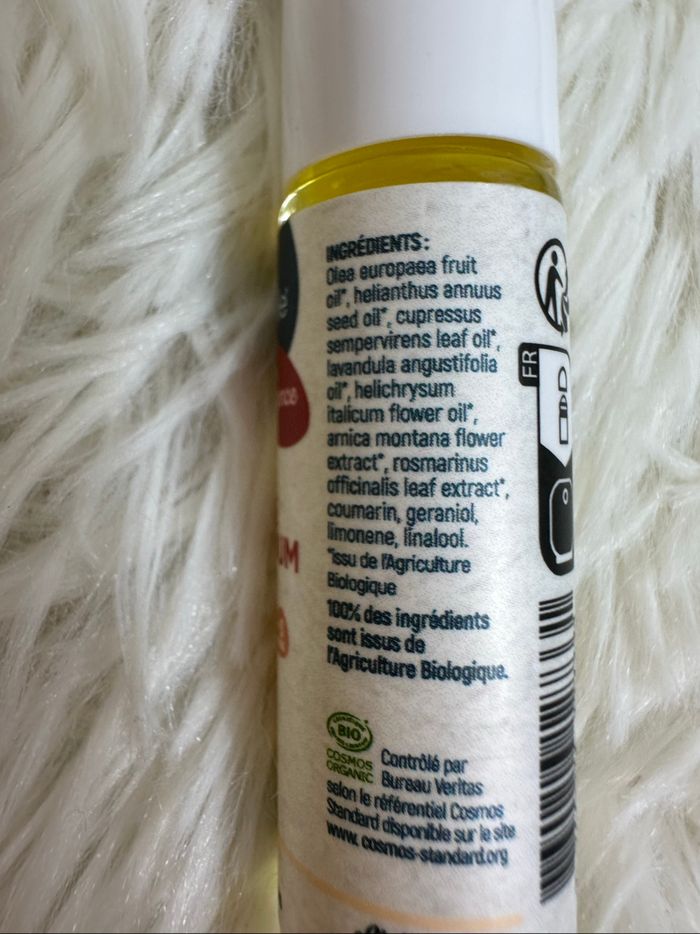 INGRÉDIENTS:
Olea europaea fruit
oil*, helianthus annuus
seed oil*, cupressus
sempervirens leaf oil*,
lavandula angustifolia
oil*, helichrysum
italicum flower oil*,
arnica montana flower
extract*, rosmarinus
officinalis leaf extract*,
coumarin, geraniol,
limonene, linalool.
*issu de l'Agriculture
Biologique
100% des ingrédients
sont issus de
l'Agriculture Biologique.
BIO
COSMOS
ORGANIC
Contrôlé par
Bureau Veritas
selon le référentiel Cosmos
Standard disponible sur le site
www.cosmos-standard.org
FR